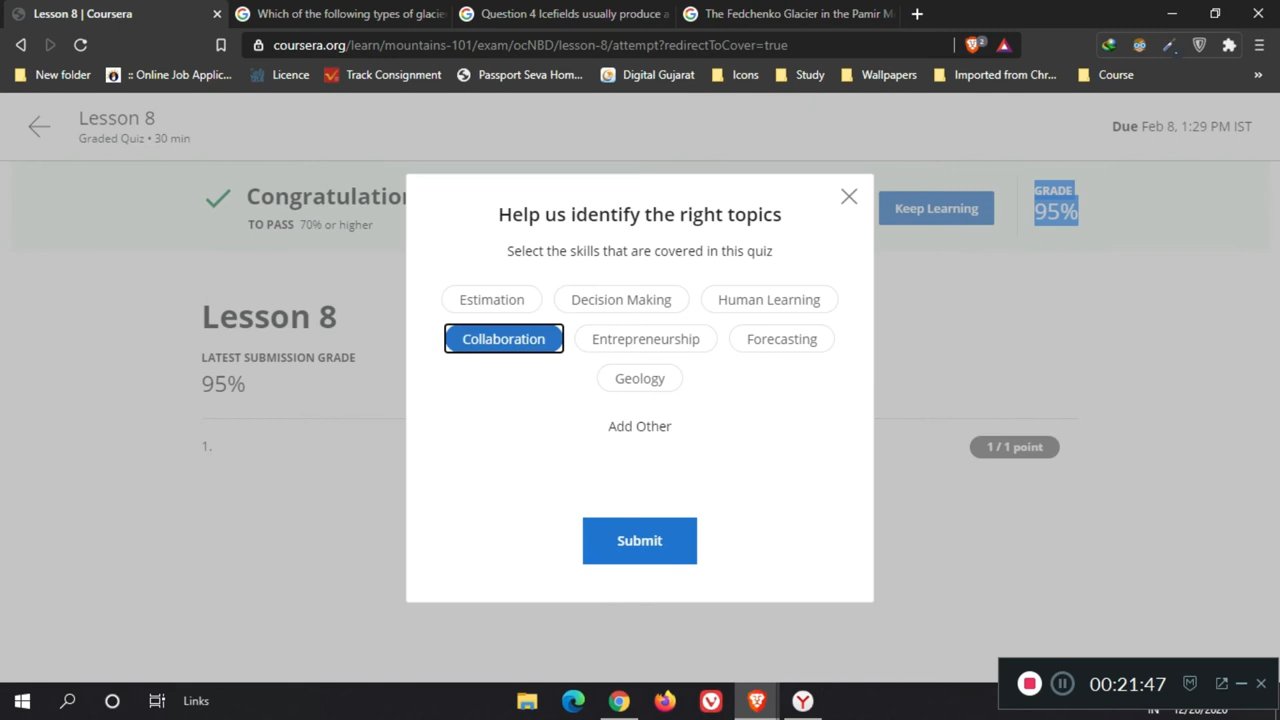 Lesson 8 | Coursera
Which of the following types of glacie
Question 4 Icefields usually produce a
The Fedchenko Glacier in the Pamir M
coursera.org/learn/mountains-101/exam/ocNBD/lesson-8/attempt?redirectToCover=true
2
New folder
:: Online Job Applic...
Licence
Track Consignment
Passport Seva Hom...
Digital Gujarat
Icons
Study
Wallpapers
Imported from Chr...
Course
»
Lesson 8
Graded Quiz • 30 min
Due Feb 8, 1:29 PM IST
Congratulation
TO PASS 70% or higher
Keep Learning
GRADE
95%
Help us identify the right topics
Select the skills that are covered in this quiz
Estimation
Decision Making
Human Learning
Collaboration
Entrepreneurship
Forecasting
Geology
Add Other
Submit
Lesson 8
LATEST SUBMISSION GRADE
95%
1.
1 / 1 point
00:21:47
Links
IN